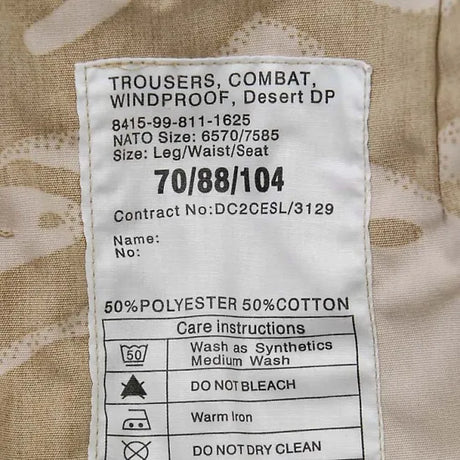 TROUSERS, COMBAT,
WINDPROOF, Desert DP
8415-99-811-1625
NATO Size: 6570/7585
Size: Leg/Waist/Seat
70/88/104
Contract No:DC2CESL/3129
Name:
No:
50%POLYESTER 50%COTTON
Care instructions
50 Wash as Synthetics
Medium Wash
DO NOT BLEACH
Warm Iron
DO NOT DRY CLEAN